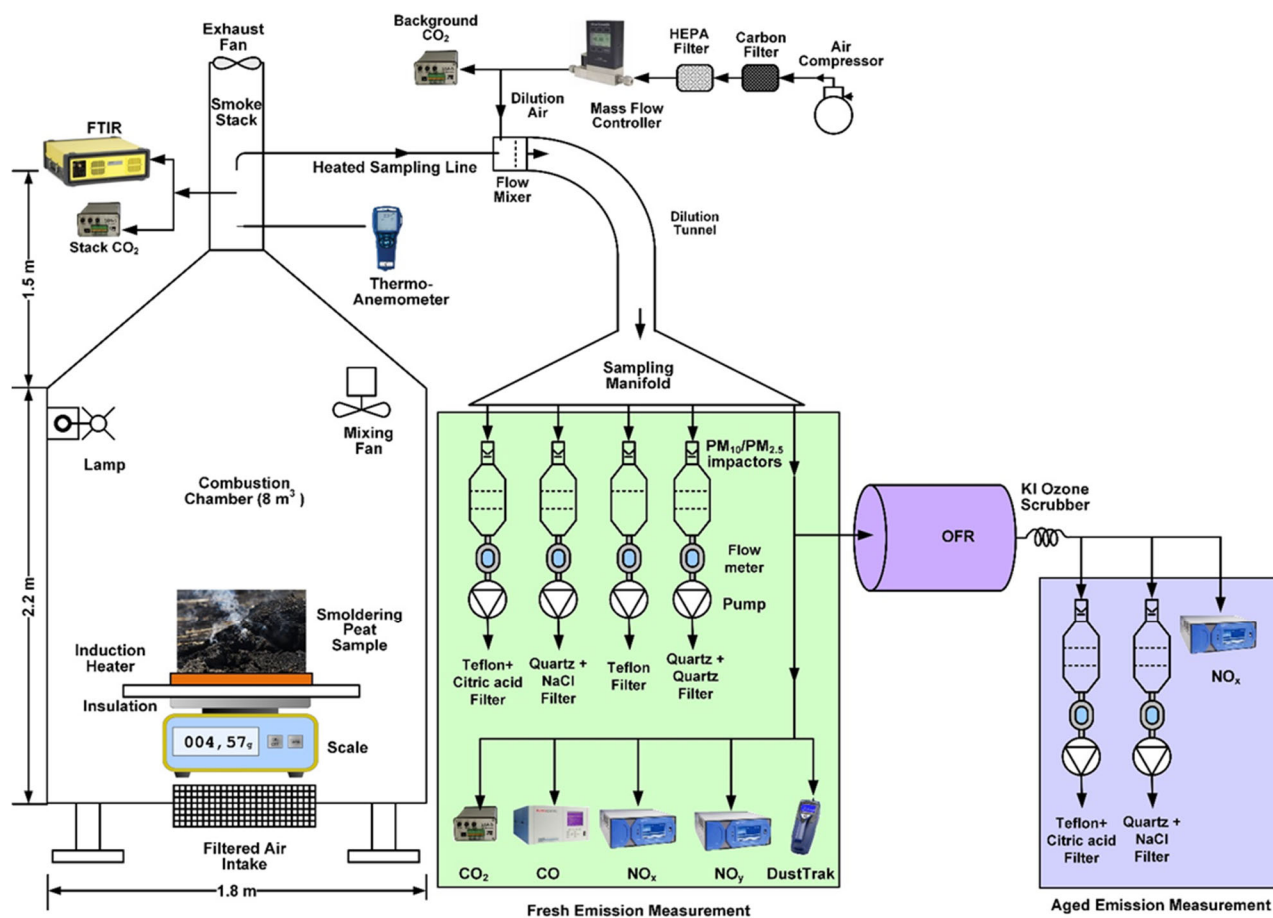 Exhaust
Fan
Background
CO2
HEPA
Filter
Carbon
Filter
Air
Compressor
Smoke
Stack
Dilution
Air
Mass Flow
Controller
FTIR
Heated Sampling Line
Flow
Mixer
Stack CO2
Dilution
Tunnel
Thermo-
Anemometer
1.5 m
Sampling
Manifold
Mixing
Fan
Lamp
PM10/PM2.5
impactors
Combustion
Chamber (8 m3)
KI Ozone
Scrubber
OFR
Flow
meter
2.2 m
Smoldering
Peat
Sample
Pump
Induction
Heater
Insulation
Teflon+
Citric acid
Filter
Quartz +
NaCl
Filter
Teflon
Filter
Quartz +
Quartz
Filter
NOx
004,57g
Scale
Filtered Air
Intake
CO2
CO
NOx
NOy
DustTrak
Teflon+
Citric acid
Filter
Quartz +
NaCl
Filter
1.8 m
Fresh Emission Measurement
Aged Emission Measurement